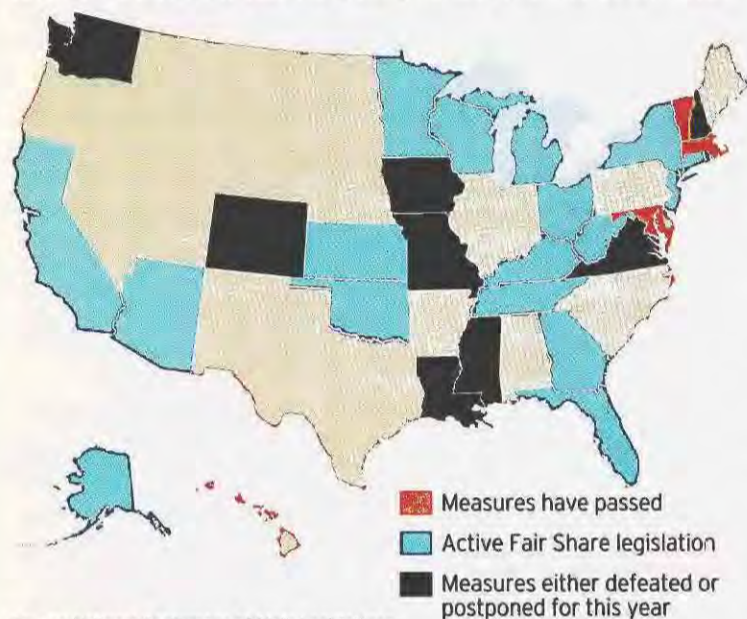 Measures have passed
Active Fair Share legislation
Measures either defeated or
postponed for this year